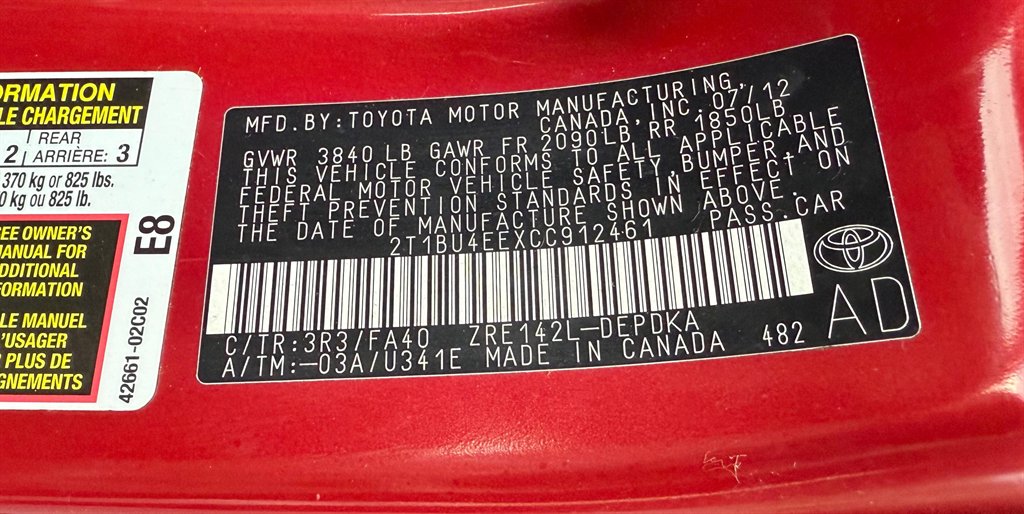 ORMATION
LE CHARGEMENT
2 REAR
ARRIÈRE: 3
370 kg or 825 lbs.
0 kg ou 825 lb.
EE OWNER'S
ANUAL FOR
DDITIONAL
FORMATION
LE MANUEL
'USAGER
PLUS DE
GNEMENTS
E8
42661-02C02
MFD.BY:TOYOTA MOTOR MANUFACTURING
CANADA,INC.07/12
GVWR 3840 LB GAWR FR 2090LB,RR 1850LB
THIS VEHICLE CONFORMS TO ALL APPLICABLE
FEDERAL MOTOR VEHICLE SAFETY,BUMPER,AND
THEFT PREVENTION STANDARDS IN EFFECT ON
THE DATE OF MANUFACTURE SHOWN ABOVE.
2T1BU4EEXCC912461 PASS.CAR
C/TR:3R3/FA40 ZRE142L-DEPDKA
A/TM:-03A/U341E MADE IN CANADA 482
AD